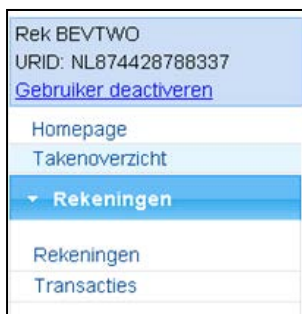 Rek BEVTWO
URID: NL874428788337
Gebruiker deactiveren
Homepage
Takenoverzicht
Rekeningen
Rekeningen
Transacties